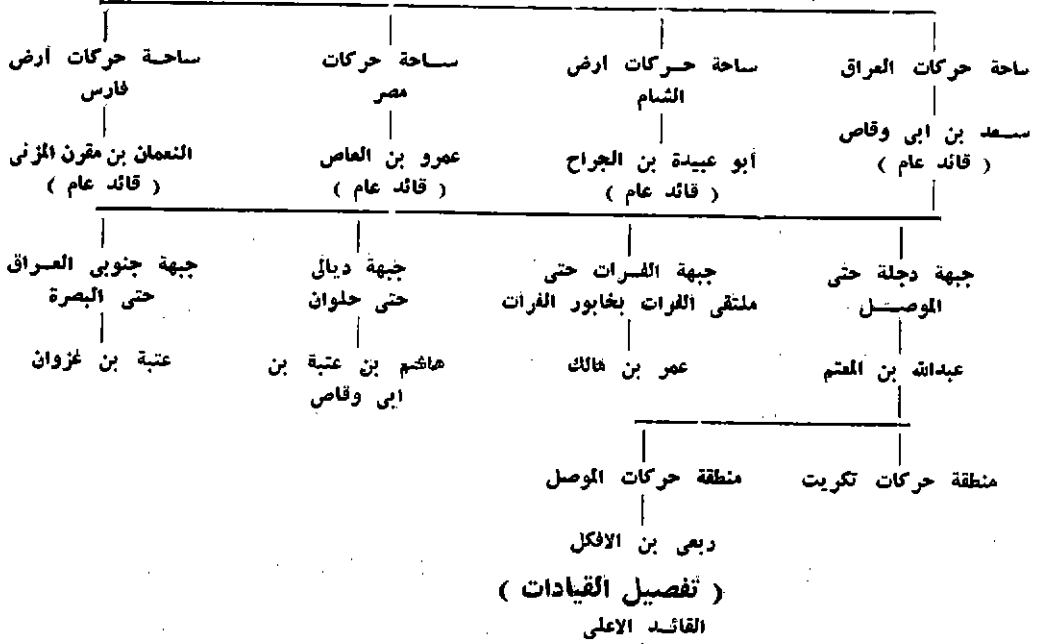 ساحة حركات العراق
ساحة حركات ارض
ساحة حركات
ساحة حركات أرض
الشام
مصر
فارس
سعد بن ابى وقاص
أبو عبيدة بن الجراح
عمرو بن العاص
النعمان بن مقرن المزنى
( قائد عام )
( قائد عام )
( قائد عام )
( قائد عام )
جبهة دجلة حتى
جبهة الفرات حتى
جبهة ديالى
جبهة جنوبى العراق
الموصل
ملتقى الفرات بخابور الفرات
حتى حلوان
حتى البصرة
عبدالله بن المعتم
عمر بن مالك
هاشم بن عتبة بن
عتبة بن غزوان
ابى وقاص
منطقة حركات تكريت
منطقة حركات الموصل
ربعى بن الافكل
( تفصيل القيادات )
القائد الاعلى